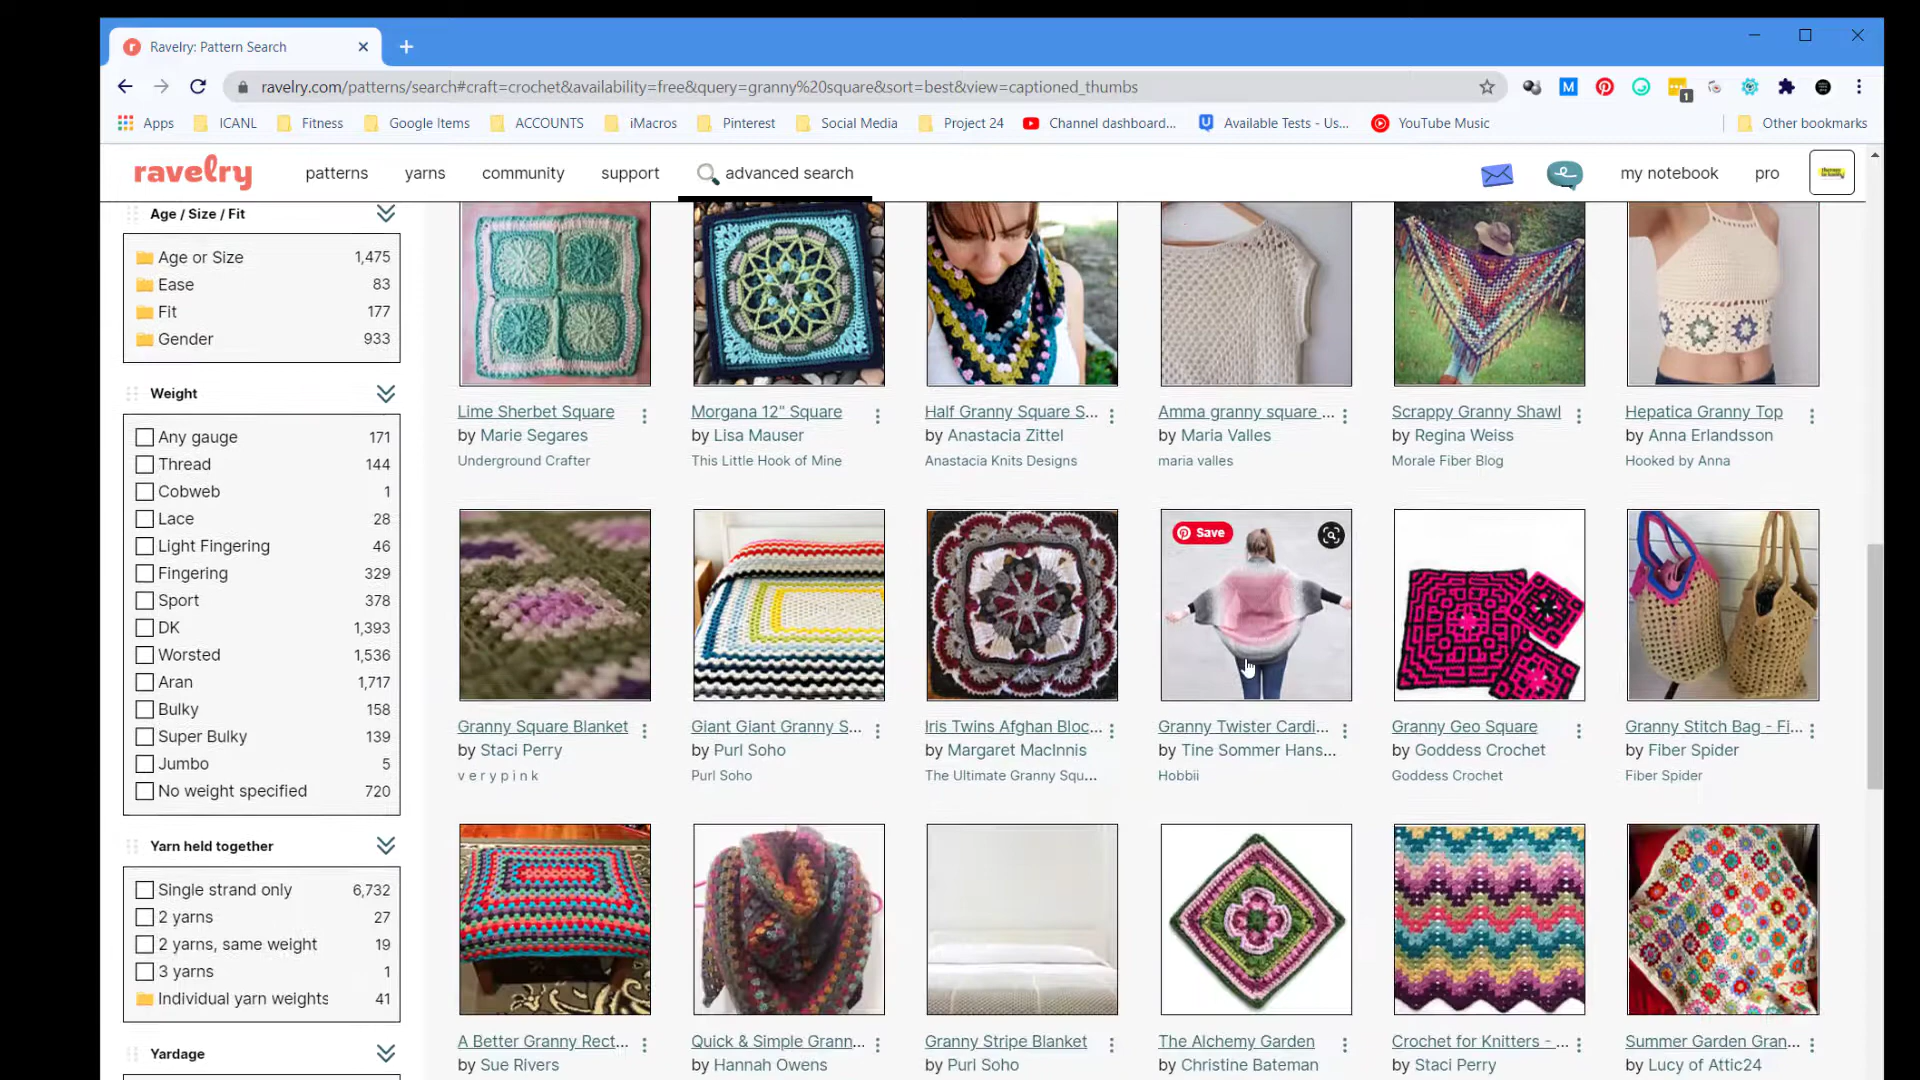 Ravelry: Pattern Search
ravelry.com/patterns/search#craft=crochet&availability=free&query=granny%20square&sort=best&view=captioned_thumbs
1
Apps ICANL Fitness Google Items ACCOUNTS iMacros Pinterest Social Media Project 24 Channel dashboard... Available Tests - Us... YouTube Music Other bookmarks
ravelry patterns yarns community support advanced search my notebook pro
Age / Size / Fit
Age or Size 1,475
Ease 83
Fit 177
Gender 933
Weight
Any gauge 171
Thread 144
Cobweb 1
Lace 28
Light Fingering 46
Fingering 329
Sport 378
DK 1,393
Worsted 1,536
Aran 1,717
Bulky 158
Super Bulky 139
Jumbo 5
No weight specified 720
Yarn held together
Single strand only 6,732
2 yarns 27
2 yarns, same weight 19
3 yarns 1
Individual yarn weights 41
Yardage
Lime Sherbet Square
by Marie Segares
Underground Crafter
Morgana 12" Square
by Lisa Mauser
This Little Hook of Mine
Half Granny Square S...
by Anastacia Zittel
Anastacia Knits Designs
Amma granny square ...
by Maria Valles
maria valles
Scrappy Granny Shawl
by Regina Weiss
Morale Fiber Blog
Hepatica Granny Top
by Anna Erlandsson
Hooked by Anna
Granny Square Blanket
by Staci Perry
v e r y p i n k
Giant Giant Granny S...
by Purl Soho
Purl Soho
Iris Twins Afghan Bloc...
by Margaret MacInnis
The Ultimate Granny Squ...
Save
Granny Twister Cardi...
by Tine Sommer Hans...
Hobbii
Granny Geo Square
by Goddess Crochet
Goddess Crochet
Granny Stitch Bag - Fi...
by Fiber Spider
Fiber Spider
A Better Granny Rect...
by Sue Rivers
Quick & Simple Grann...
by Hannah Owens
Granny Stripe Blanket
by Purl Soho
The Alchemy Garden
by Christine Bateman
Crochet for Knitters - ...
by Staci Perry
Summer Garden Gran...
by Lucy of Attic24